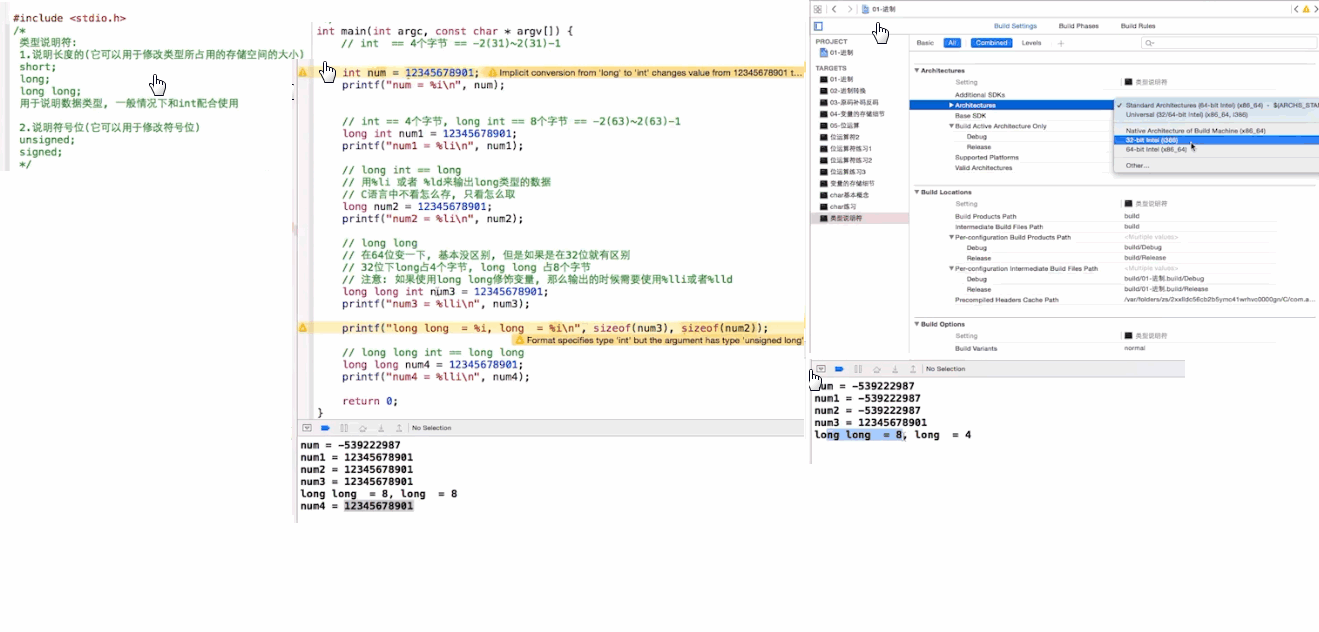 #include <stdio.h>
/*
类型说明符:
1.说明长度的(它可以用于修改类型所占用的存储空间的大小)
short;
long;
long long;
用于说明数据类型, 一般情况下和int配合使用
2.说明符号位(它可以用于修改符号位)
unsigned;
signed;
*/
int main(int argc, const char * argv[]) {
// int  == 4个字节 == -2(31)~2(31)-1
int num = 12345678901; Implicit conversion from 'long' to 'int' changes value from 12345678901 t...
printf("num = %i\n", num);
// int == 4个字节, long int == 8个字节 == -2(63)~2(63)-1
long int num1 = 12345678901;
printf("num1 = %li\n", num1);
// long int == long
// 用%li 或者 %ld来输出long类型的数据
// C语言中不看怎么存, 只看怎么取
long num2 = 12345678901;
printf("num2 = %li\n", num2);
// long long
// 在64位变一下, 基本没区别, 但是如果是在32位就有区别
// 32位下long占4个字节, long long 占8个字节
// 注意: 如果使用long long修饰变量, 那么输出的时候需要使用%lli或者%lld
long long int num3 = 12345678901;
printf("num3 = %lli\n", num3);
printf("long long  = %i, long  = %i\n", sizeof(num3), sizeof(num2));
Format specifies type 'int' but the argument has type 'unsigned long'
// long long int == long long
long long num4 = 12345678901;
printf("num4 = %lli\n", num4);
return 0;
}
No Selection
num = -539222987
num1 = 12345678901
num2 = 12345678901
num3 = 12345678901
long long  = 8, long  = 8
num4 = 12345678901
01-进制
Build Settings Build Phases Build Rules
PROJECT
01-进制
TARGETS
01-进制
02-进制转换
03-原码补码反码
04-变量的存储细节
05-位运算
位运算符2
位运算符练习1
位运算符练习2
位运算练习3
变量的存储细节
char基本概念
char练习
类型说明符
Basic All Combined Levels +
Architectures
Setting 类型说明符
Additional SDKs
Architectures Standard Architectures (64-bit Intel) (x86_64) - $(ARCHS_STA
Base SDK Universal (32/64-bit Intel) (x86_64, i386)
Build Active Architecture Only
Native Architecture of Build Machine (x86_64)
Debug 32-bit Intel (i386)
Release 64-bit Intel (x86_64)
Supported Platforms
Valid Architectures Other...
Build Locations
Setting 类型说明符
Build Products Path build
Intermediate Build Files Path build
Per-configuration Build Products Path <Multiple values>
Debug build/Debug
Release build/Release
Per-configuration Intermediate Build Files Path <Multiple values>
Debug build/01-进制.build/Debug
Release build/01-进制.build/Release
Precompiled Headers Cache Path
Build Options
Setting 类型说明符
Build Variants normal
No Selection
num = -539222987
num1 = -539222987
num2 = -539222987
num3 = 12345678901
long long  = 8, long  = 4